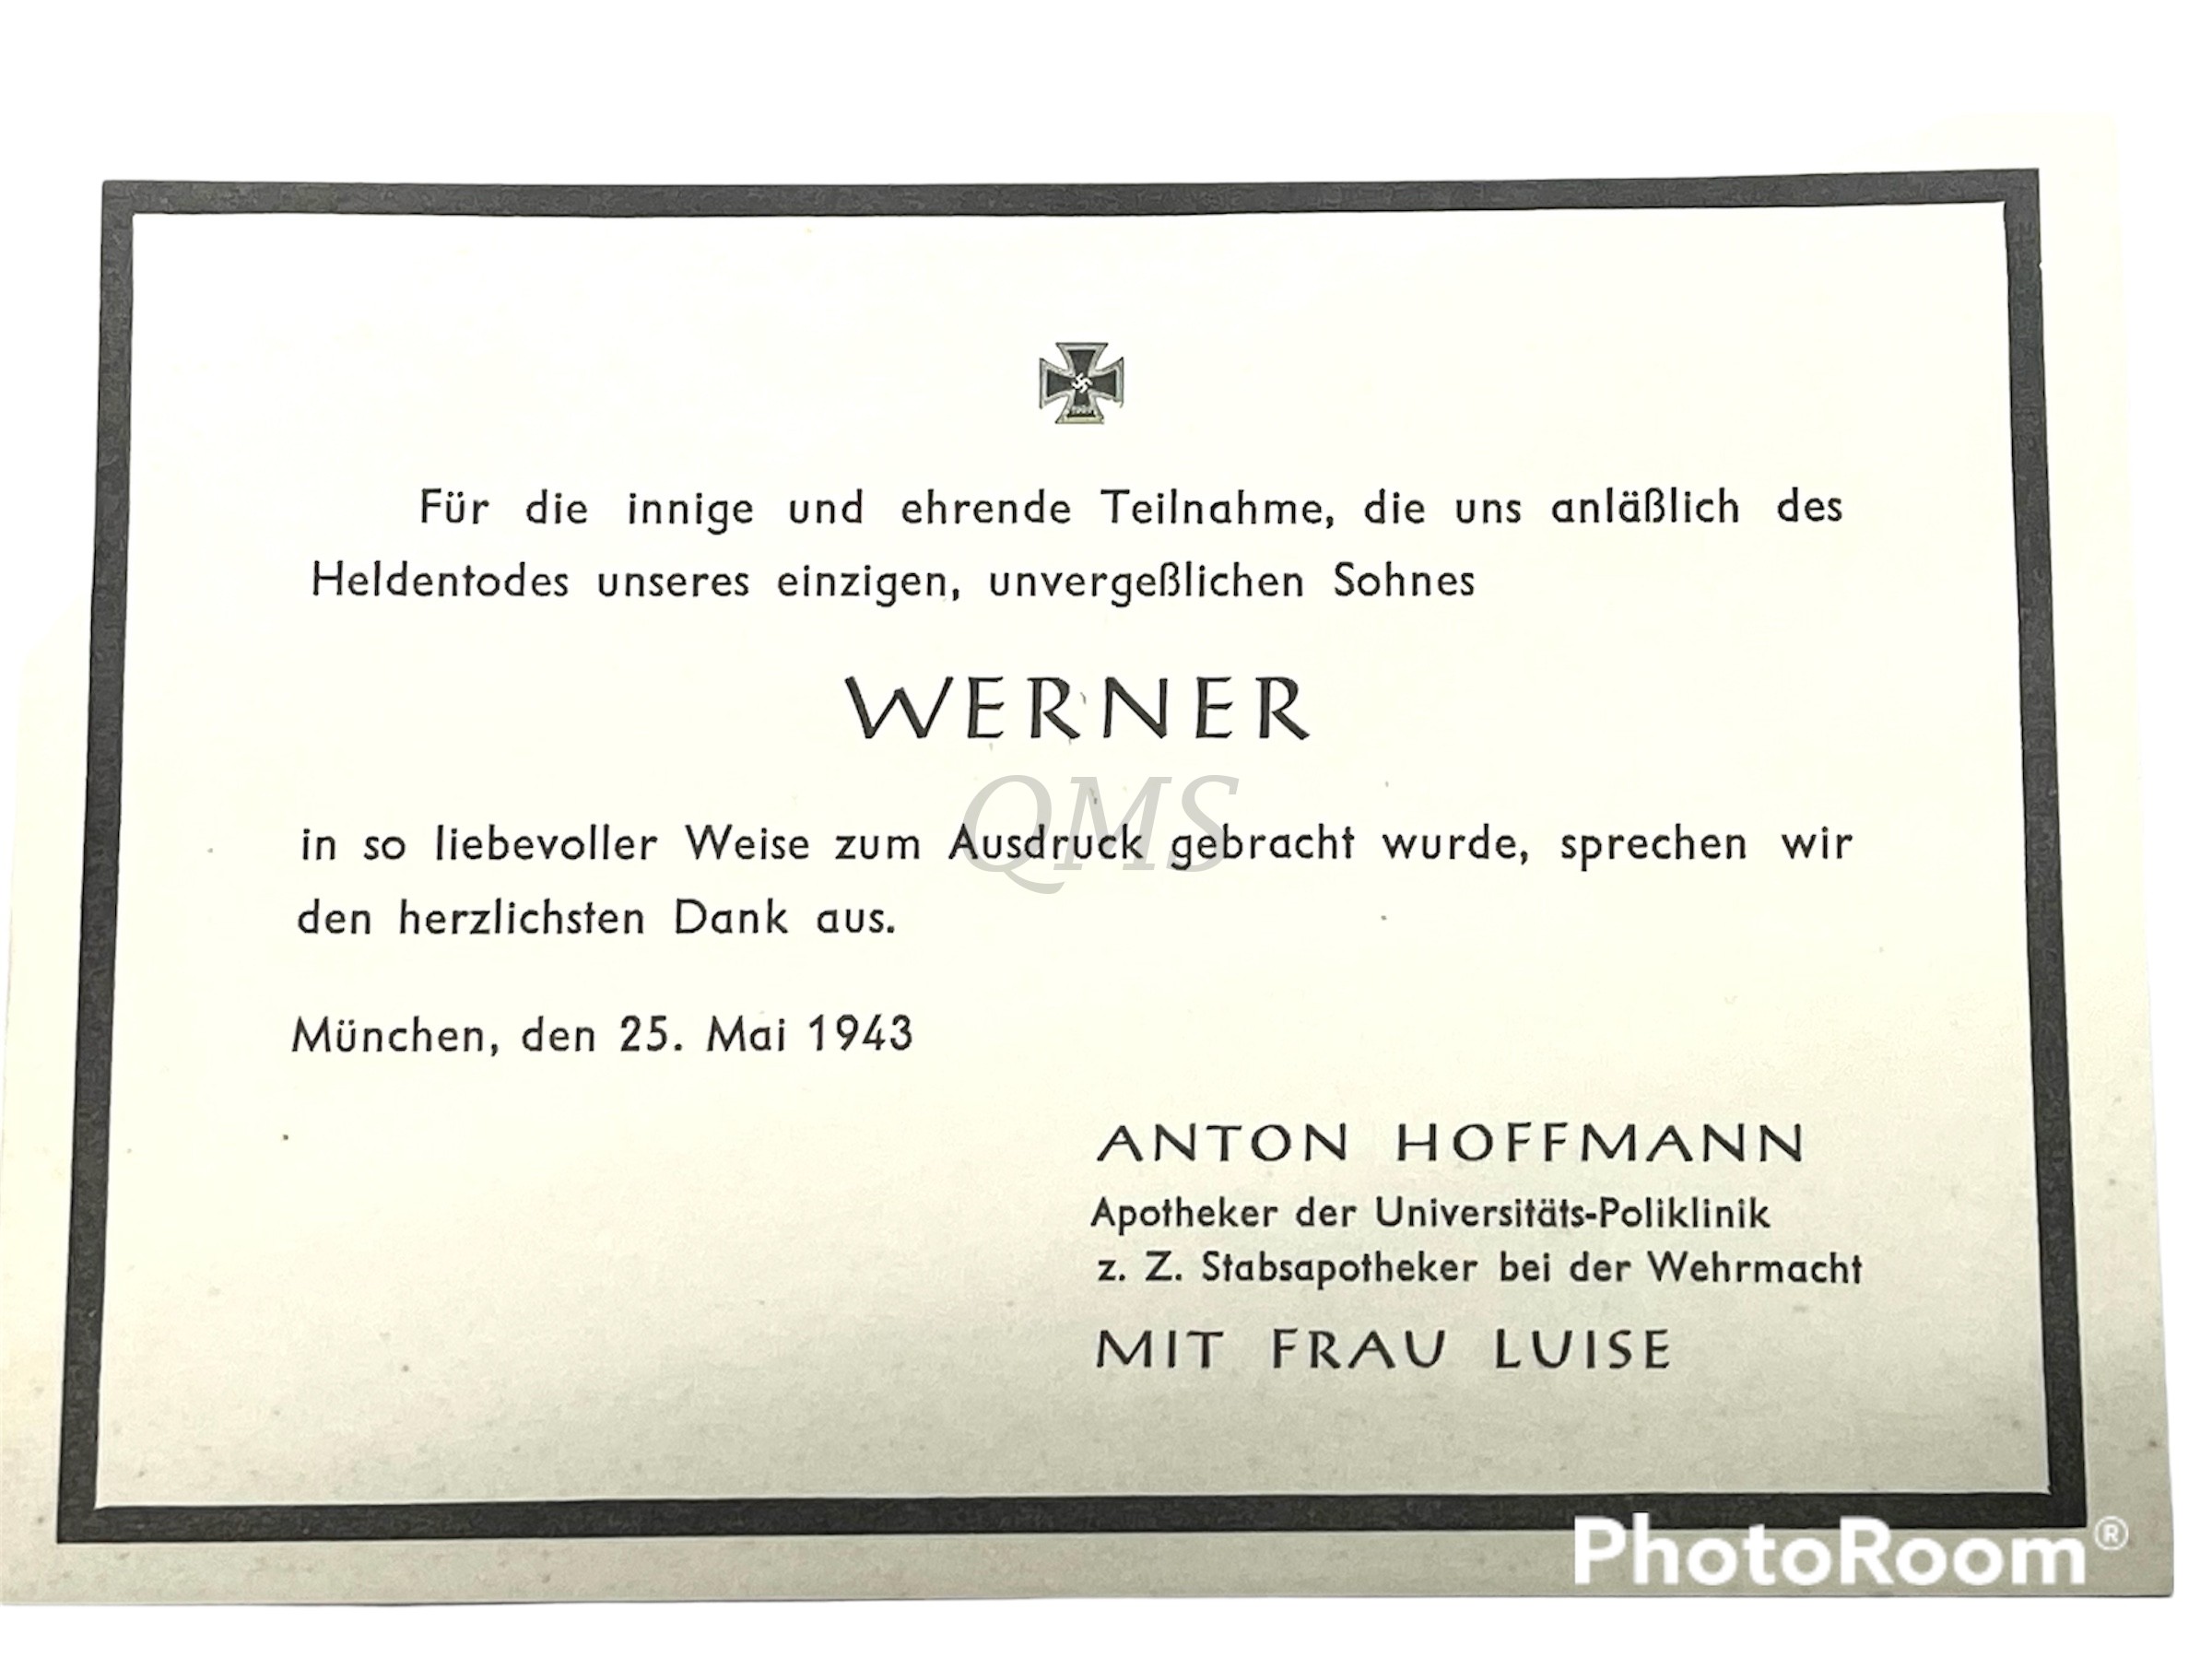 Für die innige und ehrende Teilnahme, die uns anläßlich des
Heldentodes unseres einzigen, unvergeßlichen Sohnes
WERNER
QMS
in so liebevoller Weise zum Ausdruck gebracht wurde, sprechen wir
den herzlichsten Dank aus.
München, den 25. Mai 1943
ANTON HOFFMANN
Apotheker der Universitäts-Poliklinik
z. Z. Stabsapotheker bei der Wehrmacht
MIT FRAU LUISE
PhotoRoom®